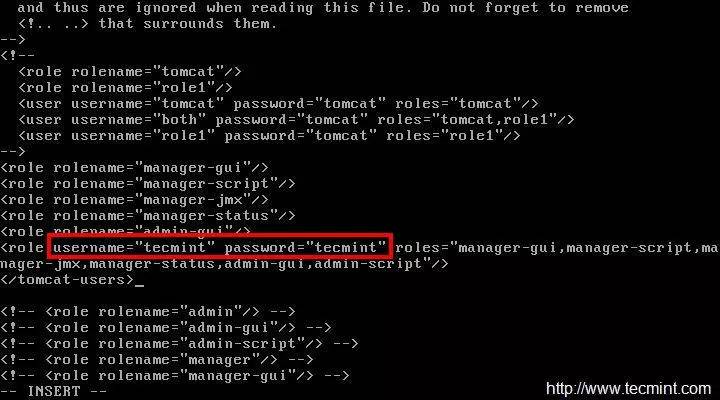 and thus are ignored when reading this file. Do not forget to remove
<!.. ..> that surrounds them.
-->
<!--
<role rolename="tomcat"/>
<role rolename="role1"/>
<user username="tomcat" password="tomcat" roles="tomcat"/>
<user username="both" password="tomcat" roles="tomcat,role1"/>
<user username="role1" password="tomcat" roles="role1"/>
-->
<role rolename="manager-gui"/>
<role rolename="manager-script"/>
<role rolename="manager-jmx"/>
<role rolename="manager-status"/>
<role rolename="admin-gui"/>
<role username="tecmint" password="tecmint" roles="manager-gui,manager-script,ma
nager-jmx,manager-status,admin-gui,admin-script"/>
</tomcat-users>_
<!-- <role rolename="admin"/> -->
<!-- <role rolename="admin-gui"/> -->
<!-- <role rolename="admin-script"/> -->
<!-- <role rolename="manager"/> -->
<!-- <role rolename="manager-gui"/> -->
-- INSERT --
http://www.tecmint.com